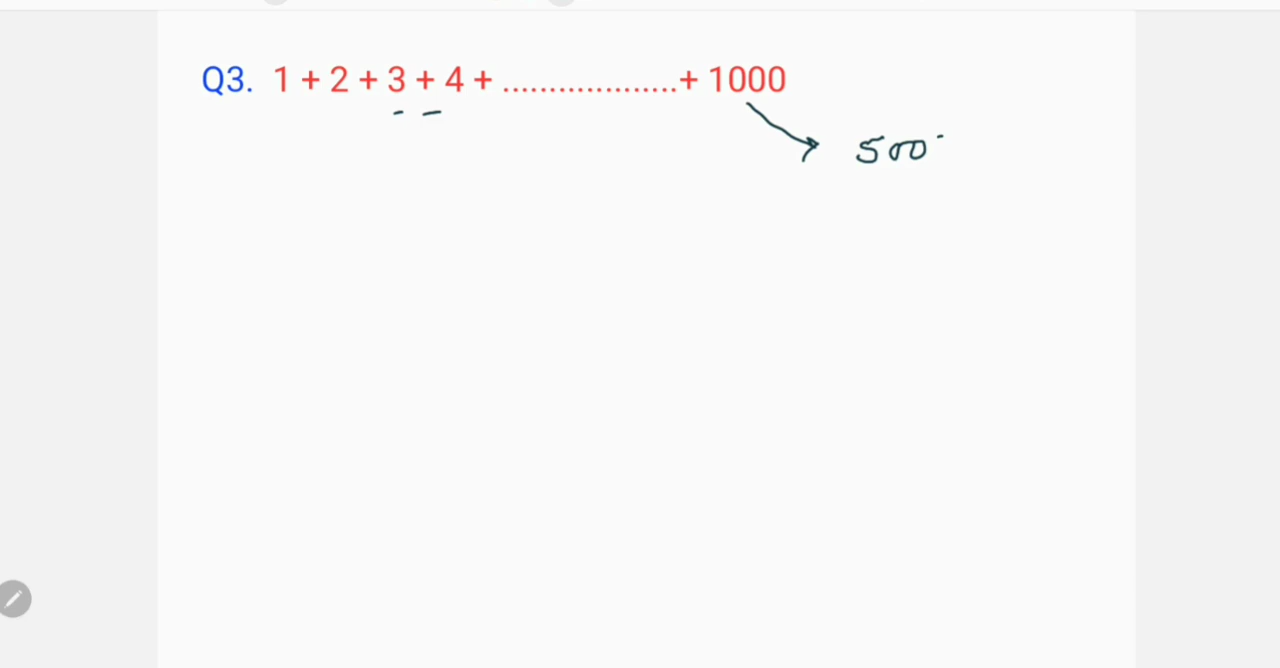 Q3. 1 + 2 + 3 + 4 + ...................+ 1000
500